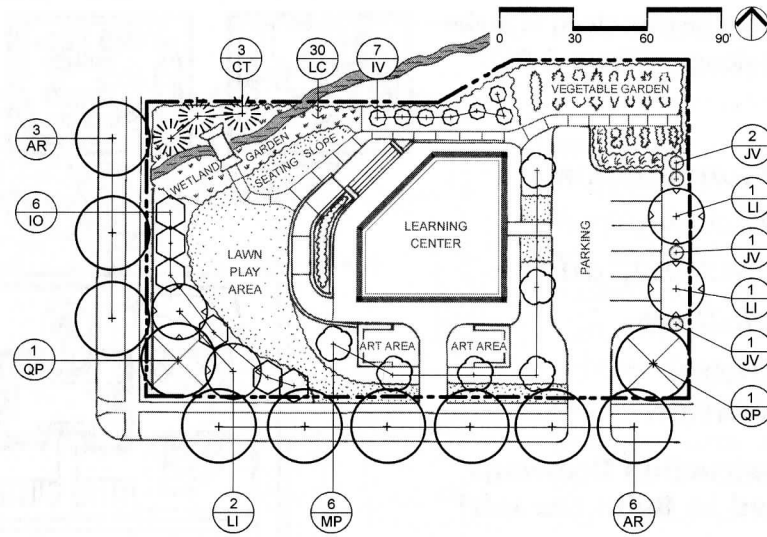 0 30 60 90'
3
CT
30
LC
7
IV
VEGETABLE GARDEN
3
AR
2
JV
WETLAND GARDEN
SEATING SLOPE
1
LI
6
IO
LEARNING
CENTER
PARKING
1
JV
LAWN
PLAY
AREA
1
LI
ART AREA
ART AREA
1
JV
1
QP
1
QP
2
LI
6
MP
6
AR